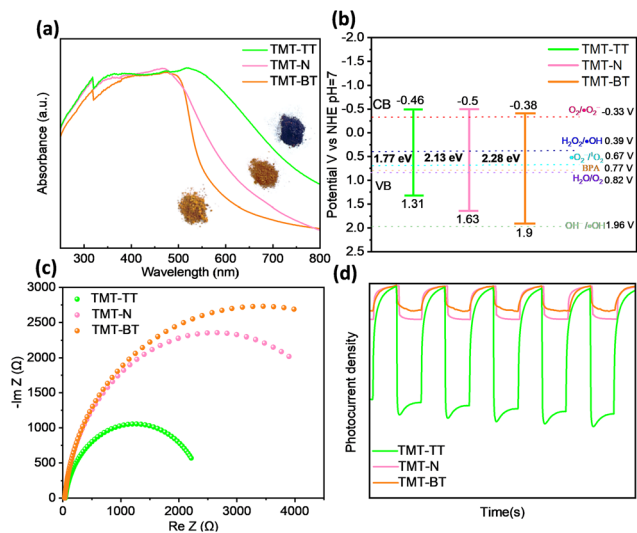 (a)
TMT-TT
TMT-N
TMT-BT
Absorbance (a.u.)
300 400 500 600 700 800
Wavelength (nm)
(b)
TMT-TT
TMT-N
TMT-BT
Potential V vs NHE pH=7
-2.0
-1.5
-1.0
-0.5
0.0
0.5
1.0
1.5
2.0
2.5
CB
VB
-0.46
-0.5
-0.38
1.77 eV
2.13 eV
2.28 eV
1.31
1.63
1.9
O₂/•O₂⁻ -0.33 V
H₂O₂/•OH 0.39 V
•O₂⁻/¹O₂ 0.67 V
BPA 0.77 V
H₂O/O₂ 0.82 V
OH⁻/•OH 1.96 V
(c)
TMT-TT
TMT-N
TMT-BT
-Im Z (Ω)
3000
2500
2000
1500
1000
500
0
0 1000 2000 3000 4000
Re Z (Ω)
(d)
Photocurrent density
TMT-TT
TMT-N
TMT-BT
Time(s)